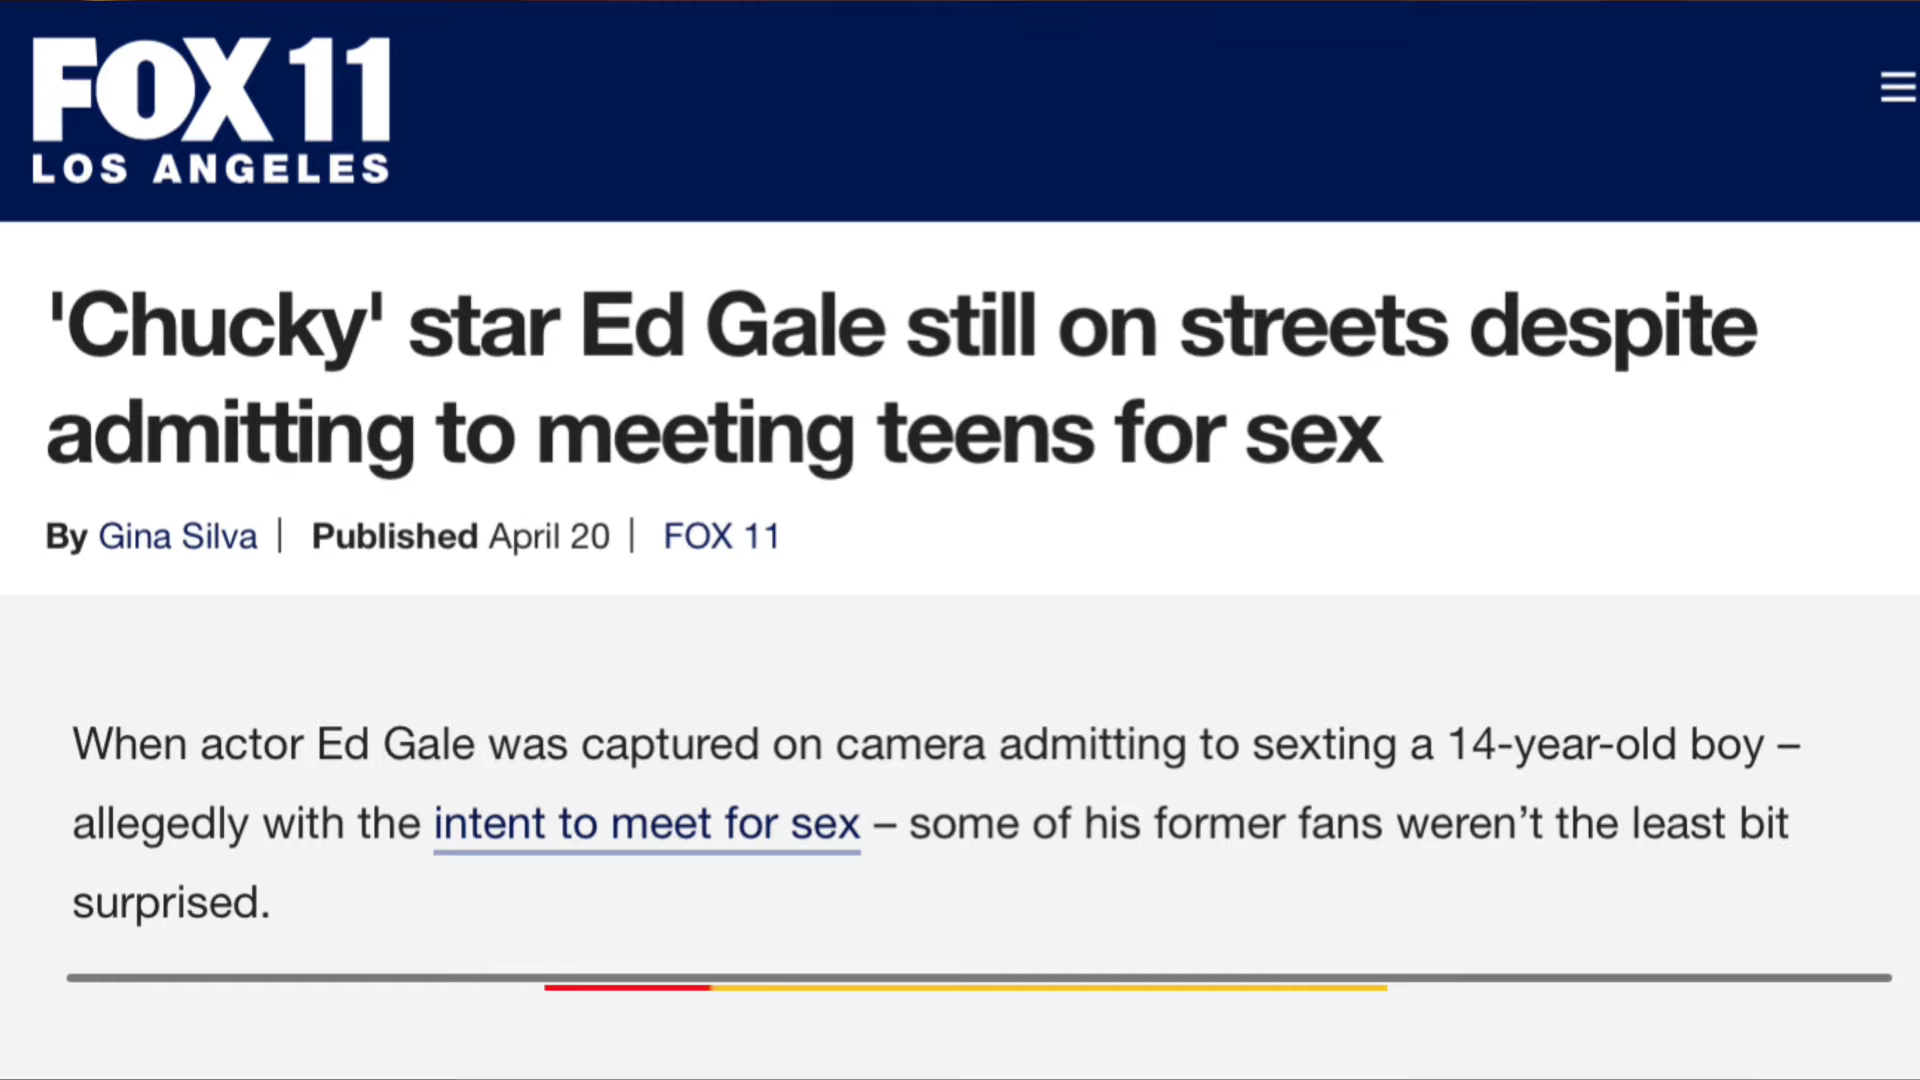 FOX 11
LOS ANGELES
'Chucky' star Ed Gale still on streets despite
admitting to meeting teens for sex
By Gina Silva | Published April 20 | FOX 11
When actor Ed Gale was captured on camera admitting to sexting a 14-year-old boy –
allegedly with the intent to meet for sex – some of his former fans weren’t the least bit
surprised.